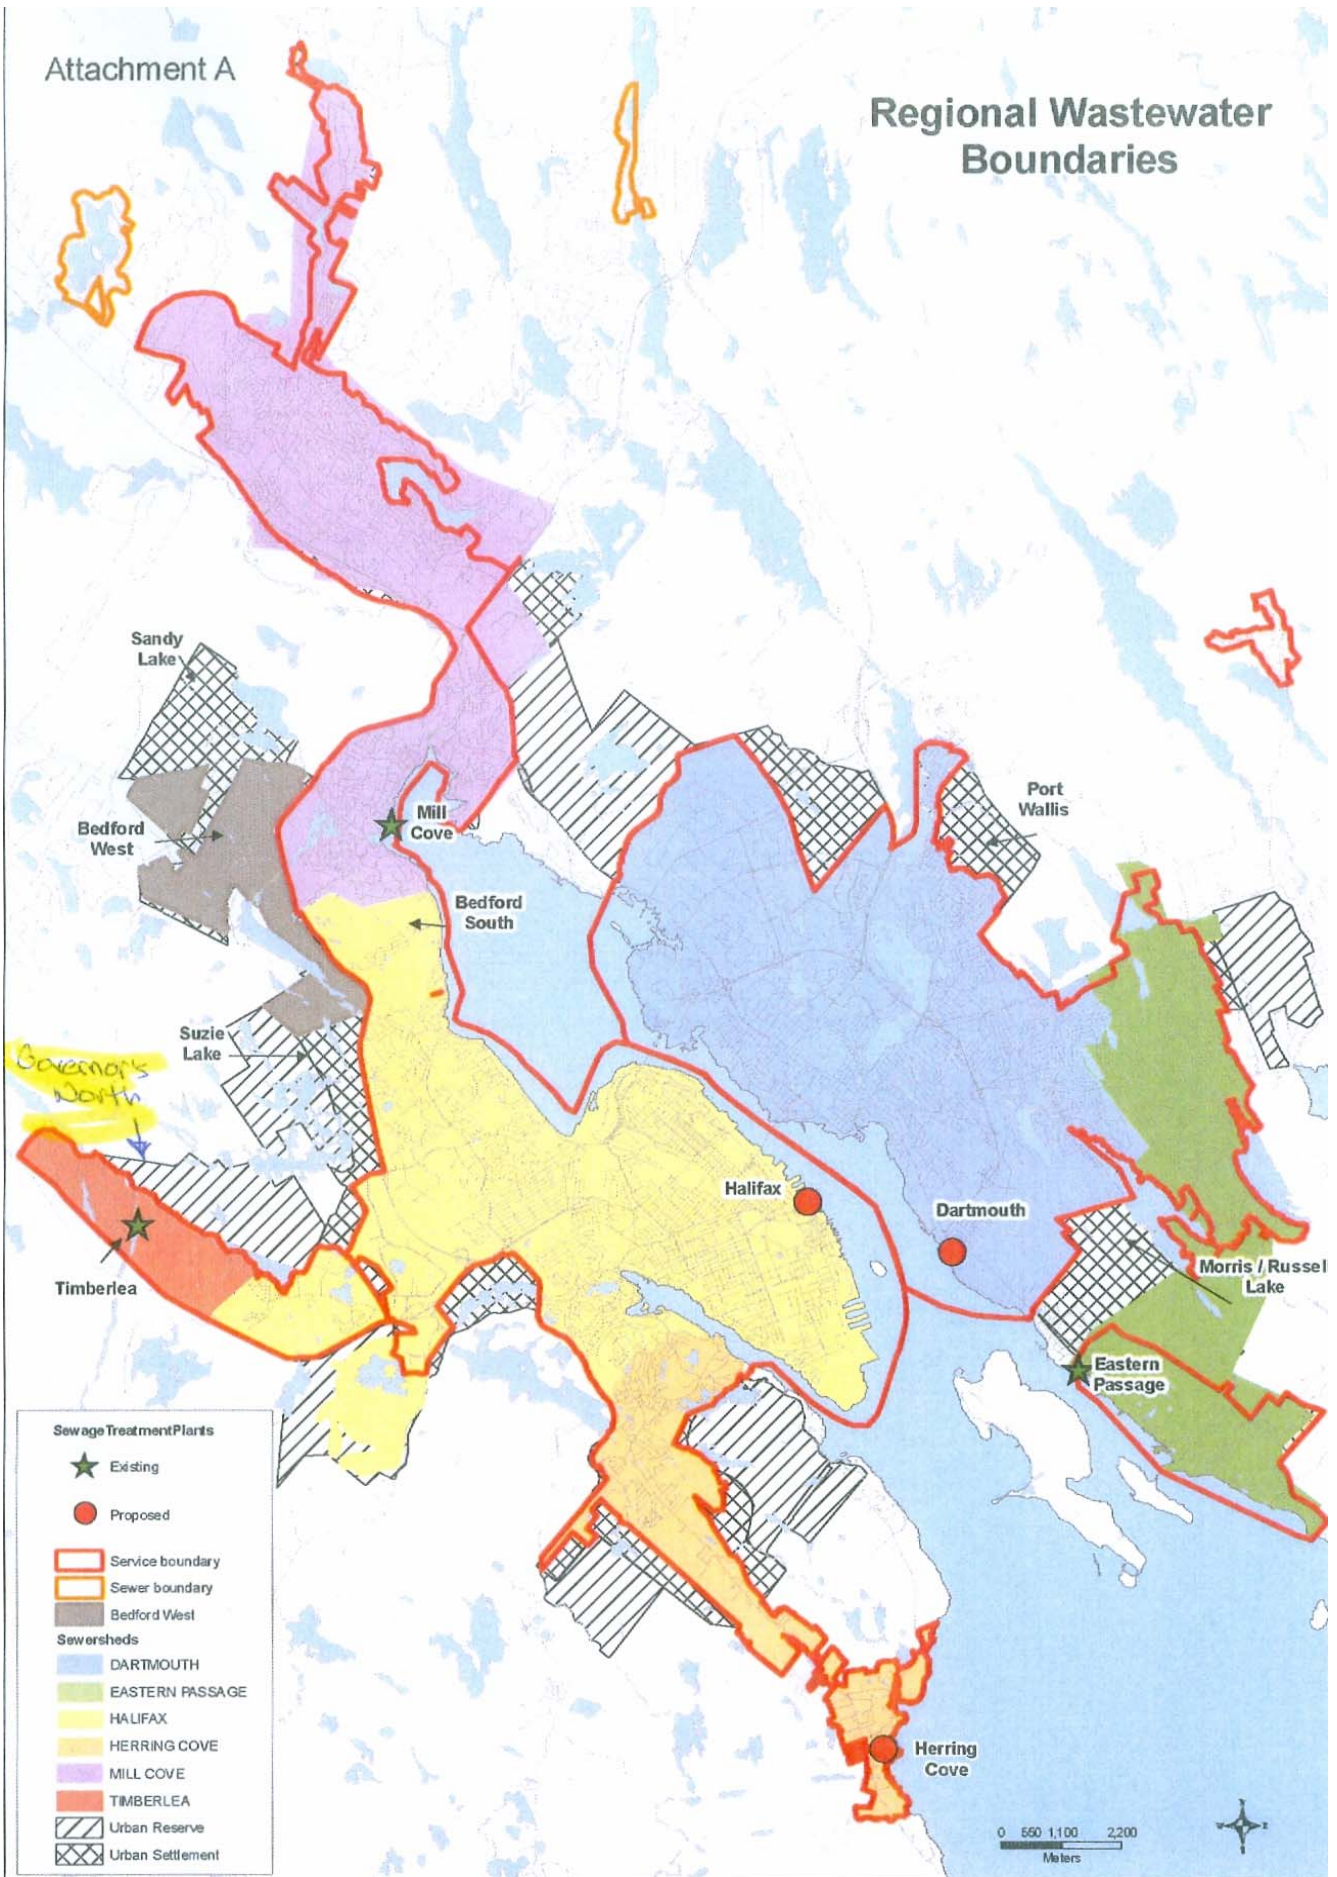 Attachment A
Regional Wastewater
Boundaries
Sandy
Lake
Bedford
West
Mill
Cove
Bedford
South
Port
Wallis
Suzie
Lake
Governor's
North
Timberlea
Halifax
Dartmouth
Morris / Russell
Lake
Eastern
Passage
Herring
Cove
Sewage Treatment Plants
Existing
Proposed
Service boundary
Sewer boundary
Bedford West
Sewersheds
DARTMOUTH
EASTERN PASSAGE
HALIFAX
HERRING COVE
MILL COVE
TIMBERLEA
Urban Reserve
Urban Settlement
0 550 1,100 2,200
Meters
N
W E
S